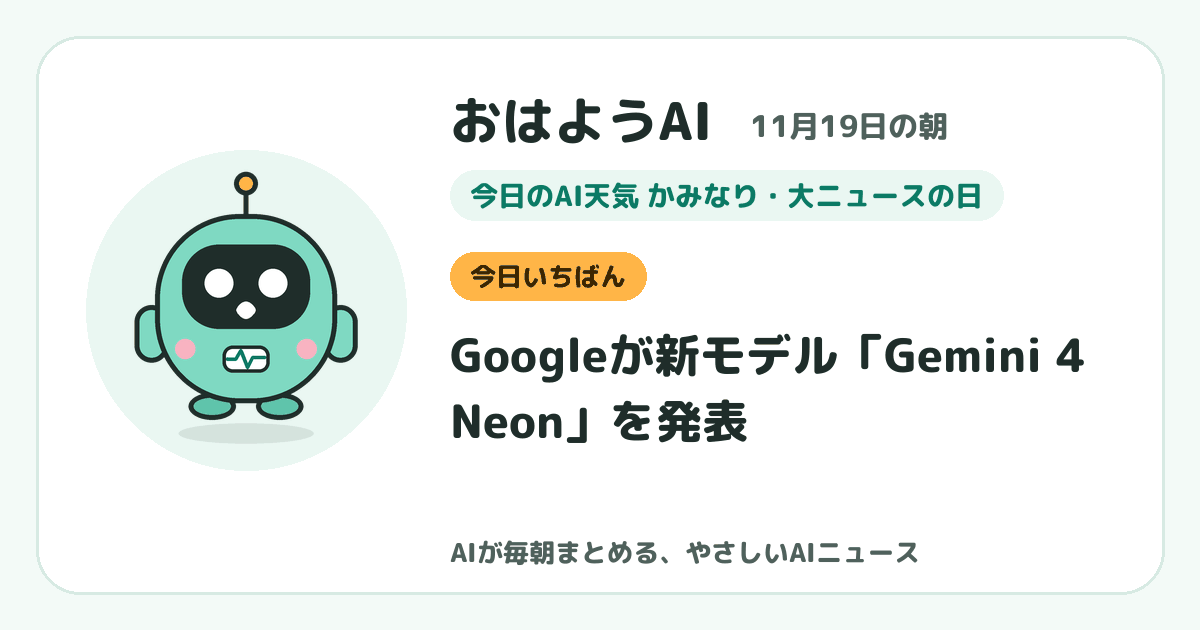 おはようAI 11月19日の朝
今日のAI天気 かみなり・大ニュースの日
今日いちばん
Googleが新モデル「Gemini 4
Neon」を発表
AIが毎朝まとめる、やさしいAIニュース